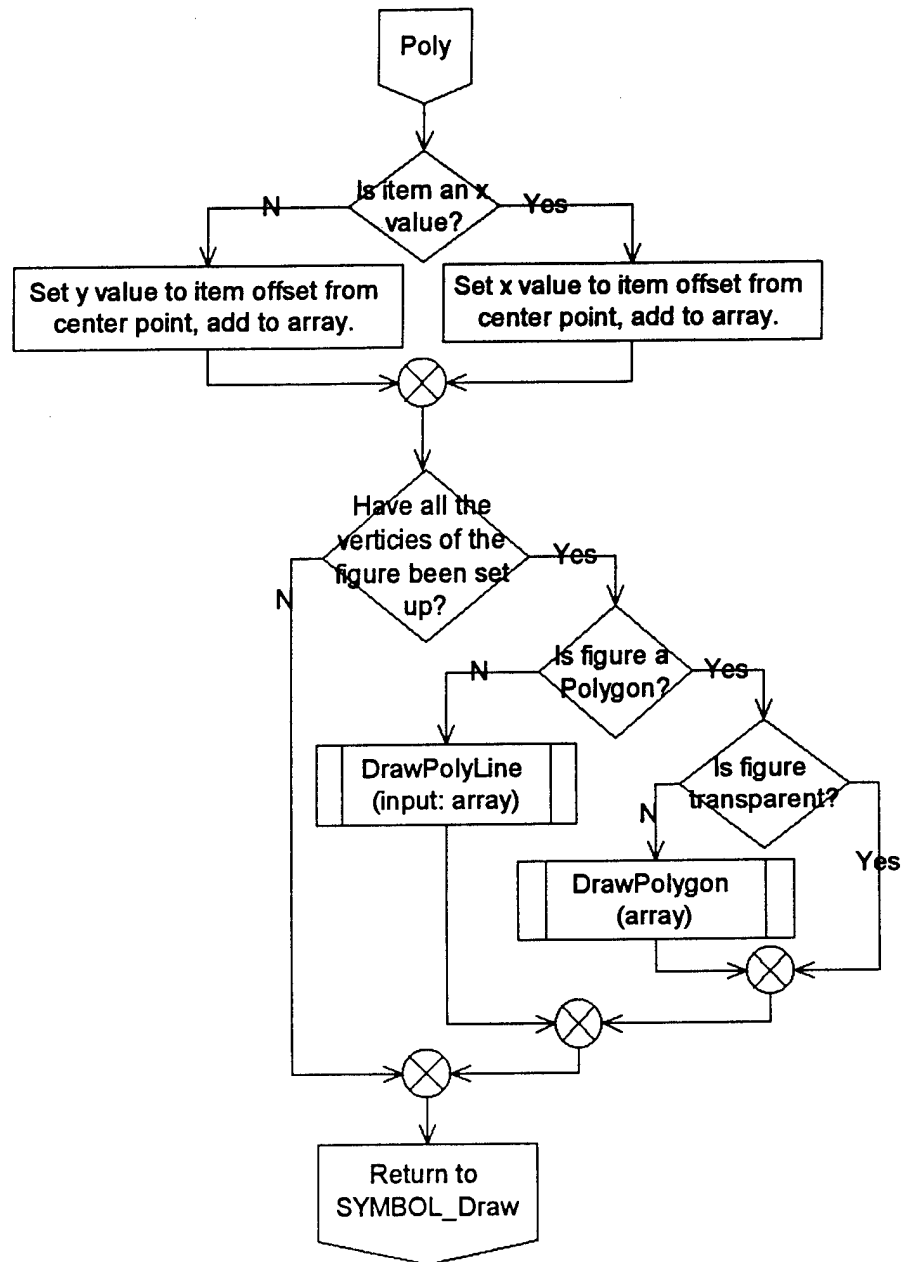 Poly
Is item an x
value?
N
Yes
Set y value to item offset from
center point, add to array.
Set x value to item offset from
center point, add to array.
Have all the
verticies of the
figure been set
up?
N
Yes
Is figure a
Polygon?
N
Yes
DrawPolyLine
(input: array)
Is figure
transparent?
N
Yes
DrawPolygon
(array)
Return to
SYMBOL_Draw